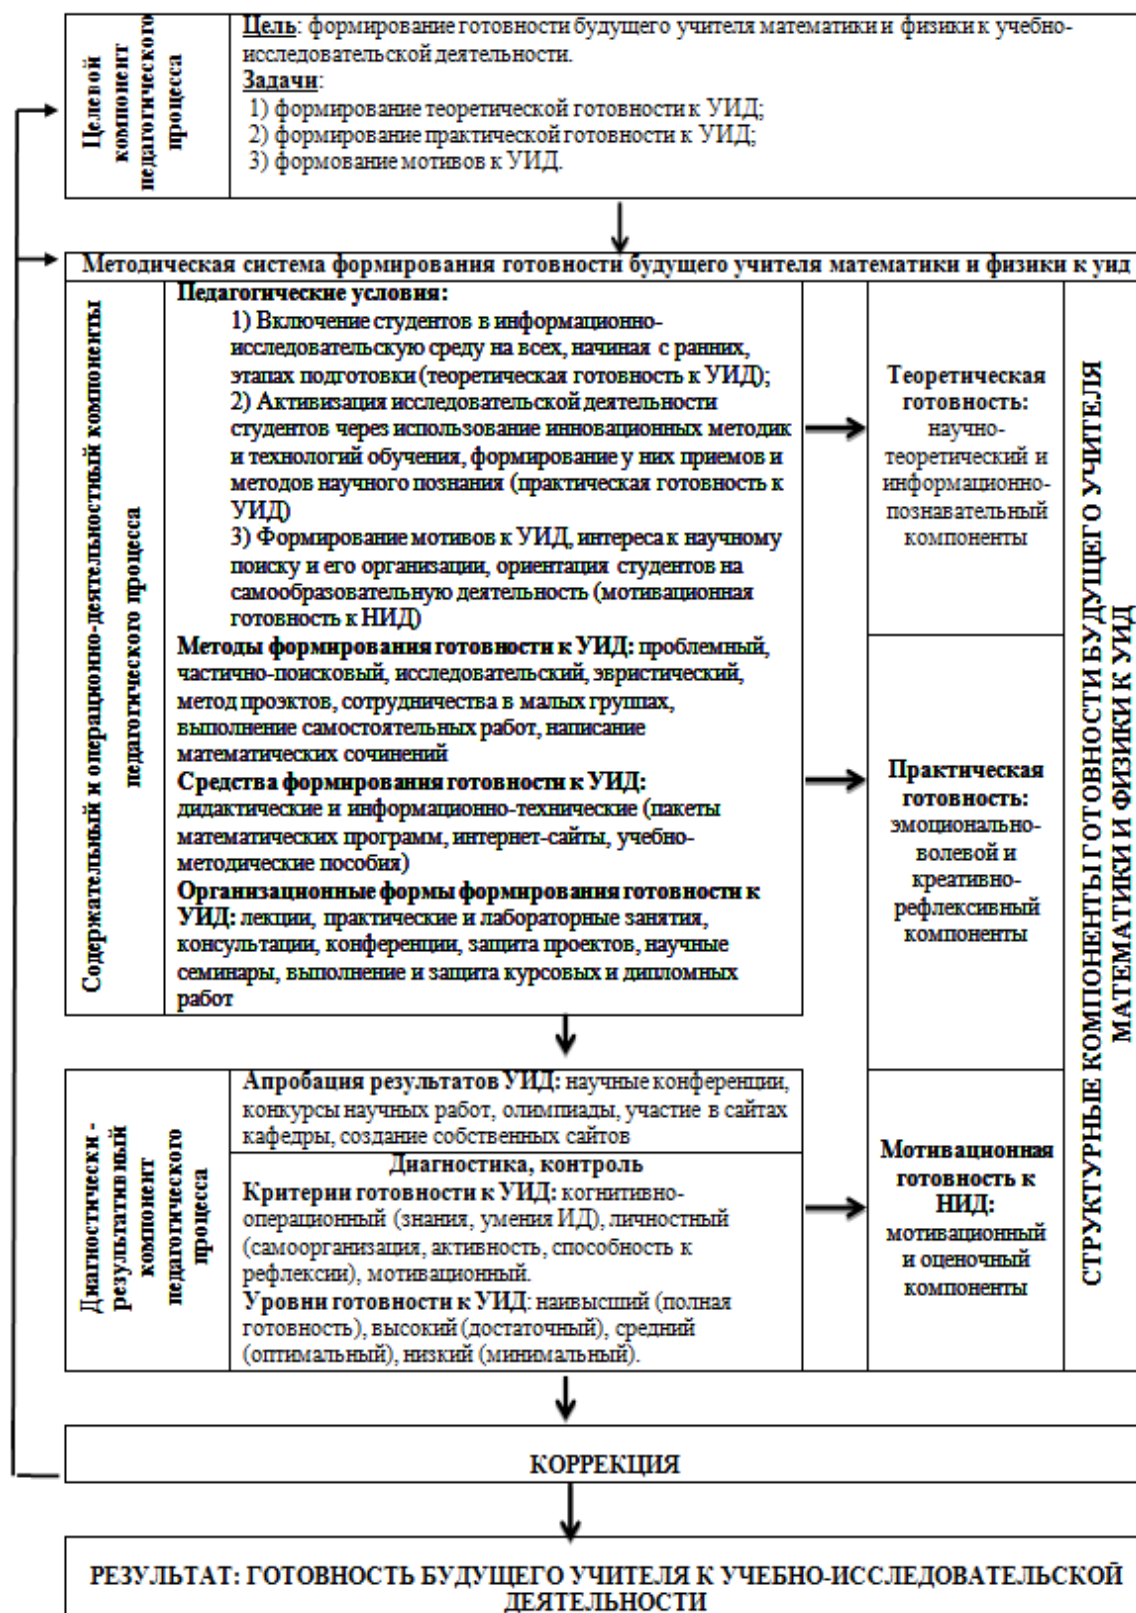 Целевой
компонент
педагогического
процесса
Цель: формирование готовности будущего учителя математики и физики к учебно-
исследовательской деятельности.
Задачи:
1) формирование теоретической готовности к УИД;
2) формирование практической готовности к УИД;
3) формование мотивов к УИД.
Методическая система формирования готовности будущего учителя математики и физики к уид
Содержательный и операционно-деятельностный компоненты
педагогического процесса
Педагогические условия:
1) Включение студентов в информационно-
исследовательскую среду на всех, начиная с ранних,
этапах подготовки (теоретическая готовность к УИД);
2) Активизация исследовательской деятельности
студентов через использование инновационных методик
и технологий обучения, формирование у них приемов и
методов научного познания (практическая готовность к
УИД)
3) Формирование мотивов к УИД, интереса к научному
поиску и его организации, ориентация студентов на
самообразовательную деятельность (мотивационная
готовность к НИД)
Методы формирования готовности к УИД: проблемный,
частично-поисковый, исследовательский, эвристический,
метод проэктов, сотрудничества в малых группах,
выполнение самостоятельных работ, написание
математических сочинений
Средства формирования готовности к УИД:
дидактические и информационно-технические (пакеты
математических программ, интернет-сайты, учебно-
методические пособия)
Организационные формы формирования готовности к
УИД: лекции, практические и лабораторные занятия,
консультации, конференции, защита проектов, научные
семинары, выполнение и защита курсовых и дипломных
работ
Теоретическая
готовность:
научно-
теоретический и
информационно-
познавательный
компоненты
Практическая
готовность:
эмоционально-
волевой и
креативно-
рефлексивный
компоненты
Мотивационная
готовность к
НИД:
мотивационный
и оценочный
компоненты
СТРУКТУРНЫЕ КОМПОНЕНТЫ ГОТОВНОСТИ БУДУЩЕГО УЧИТЕЛЯ
МАТЕМАТИКИ И ФИЗИКИ К УИД
Диагностически -
результативный
компонент
педагогического
процесса
Апробация результатов УИД: научные конференции,
конкурсы научных работ, олимпиады, участие в сайтах
кафедры, создание собственных сайтов
Диагностика, контроль
Критерии готовности к УИД: когнитивно-
операционный (знания, умения ИД), личностный
(самоорганизация, активность, способность к
рефлексии), мотивационный.
Уровни готовности к УИД: наивысший (полная
готовность), высокий (достаточный), средний
(оптимальный), низкий (минимальный).
КОРРЕКЦИЯ
РЕЗУЛЬТАТ: ГОТОВНОСТЬ БУДУЩЕГО УЧИТЕЛЯ К УЧЕБНО-ИССЛЕДОВАТЕЛЬСКОЙ
ДЕЯТЕЛЬНОСТИ